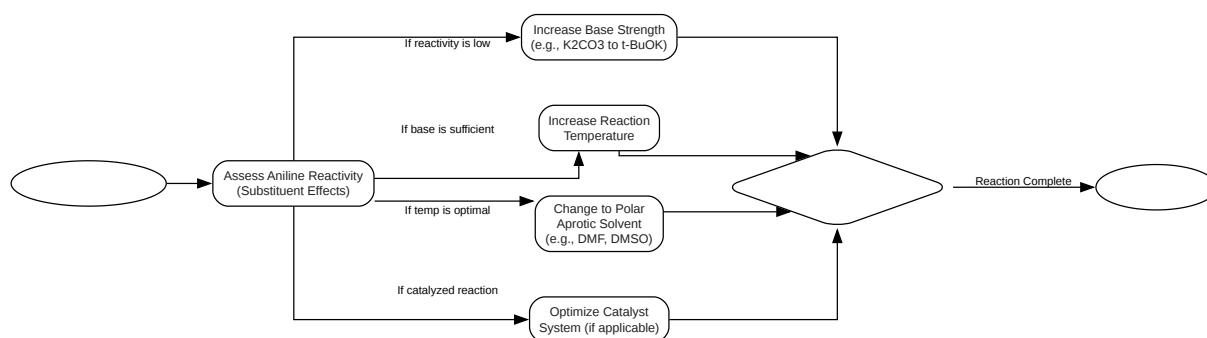 If reactivity is low
Increase Base Strength
(e.g., K2CO3 to t-BuOK)
If base is sufficient
Increase Reaction
Temperature
Assess Aniline Reactivity
(Substituent Effects)
Reaction Complete
If temp is optimal
Change to Polar
Aprotic Solvent
(e.g., DMF, DMSO)
If catalyzed reaction
Optimize Catalyst
System (if applicable)